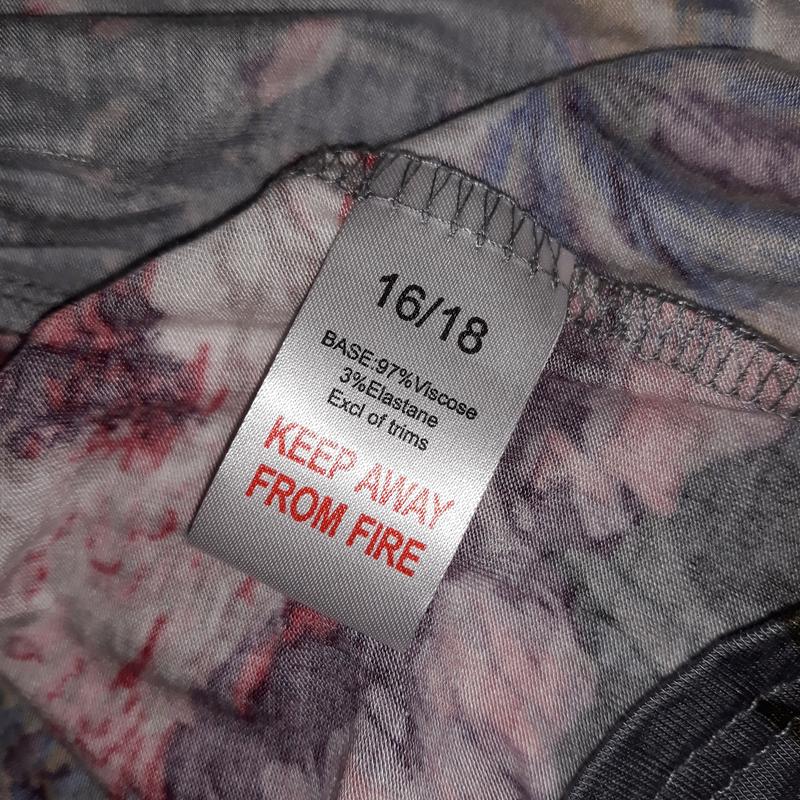 16/18
BASE:97%Viscose
3%Elastane
Excl of trims
KEEP AWAY
FROM FIRE